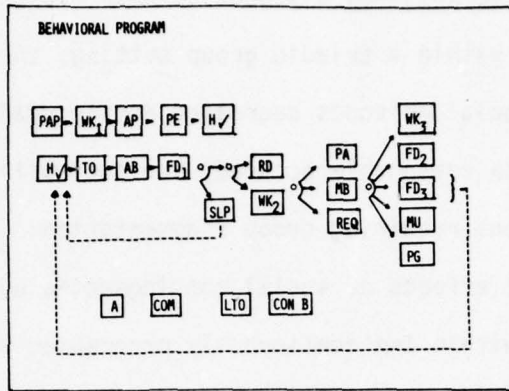 BEHAVIORAL PROGRAM
PAP WK₁ AP PE H√
H√ TO AB FD₁ RD
SLP
WK₂
PA
MB
REQ
WK₃
FD₂
FD₃
MU
PG
A COM LTO CON B